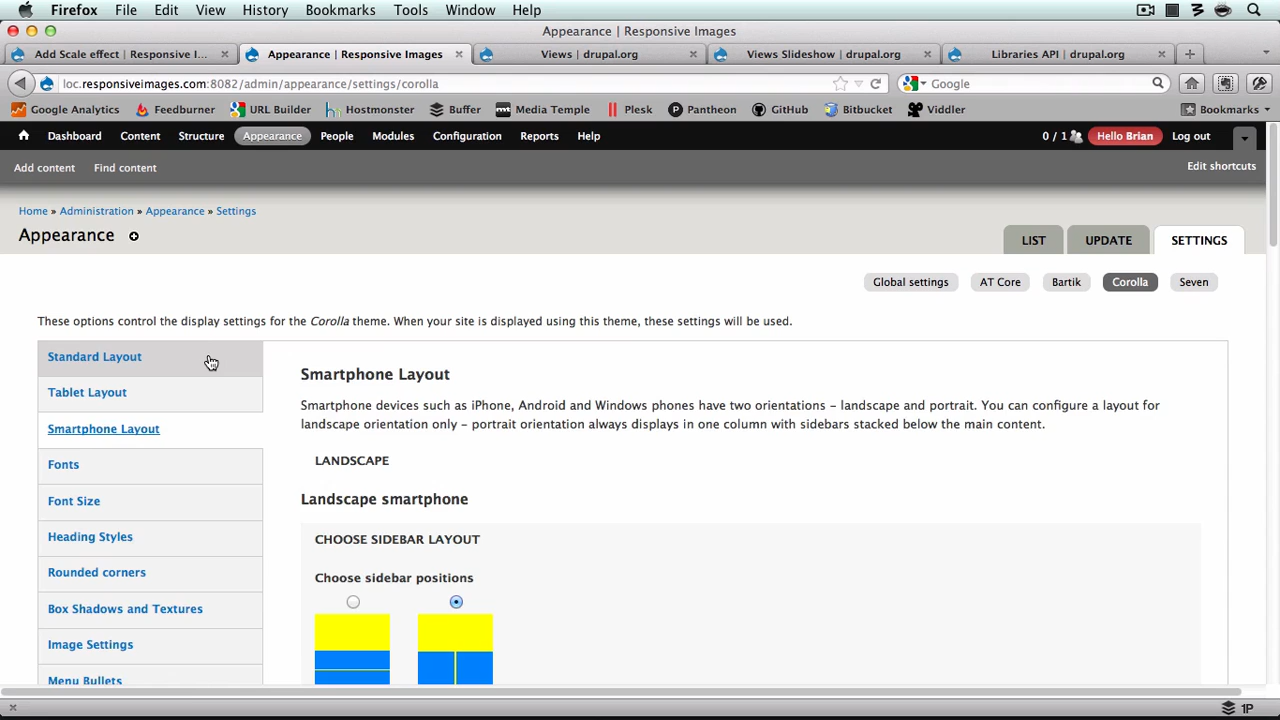 Firefox File Edit View History Bookmarks Tools Window Help
Appearance | Responsive Images
Add Scale effect | Responsive I... Appearance | Responsive Images Views | drupal.org Views Slideshow | drupal.org Libraries API | drupal.org
loc.responsiveimages.com:8082/admin/appearance/settings/corolla Google
Google Analytics Feedburner URL Builder Hostmonster Buffer Media Temple Plesk Pantheon GitHub Bitbucket Viddler Bookmarks
Dashboard Content Structure Appearance People Modules Configuration Reports Help 0 / 1 Hello Brian Log out
Add content Find content Edit shortcuts
Home » Administration » Appearance » Settings
Appearance LIST UPDATE SETTINGS
Global settings AT Core Bartik Corolla Seven
These options control the display settings for the Corolla theme. When your site is displayed using this theme, these settings will be used.
Standard Layout
Tablet Layout
Smartphone Layout
Fonts
Font Size
Heading Styles
Rounded corners
Box Shadows and Textures
Image Settings
Menu Bullets
Smartphone Layout
Smartphone devices such as iPhone, Android and Windows phones have two orientations - landscape and portrait. You can configure a layout for
landscape orientation only - portrait orientation always displays in one column with sidebars stacked below the main content.
LANDSCAPE
Landscape smartphone
CHOOSE SIDEBAR LAYOUT
Choose sidebar positions
1P